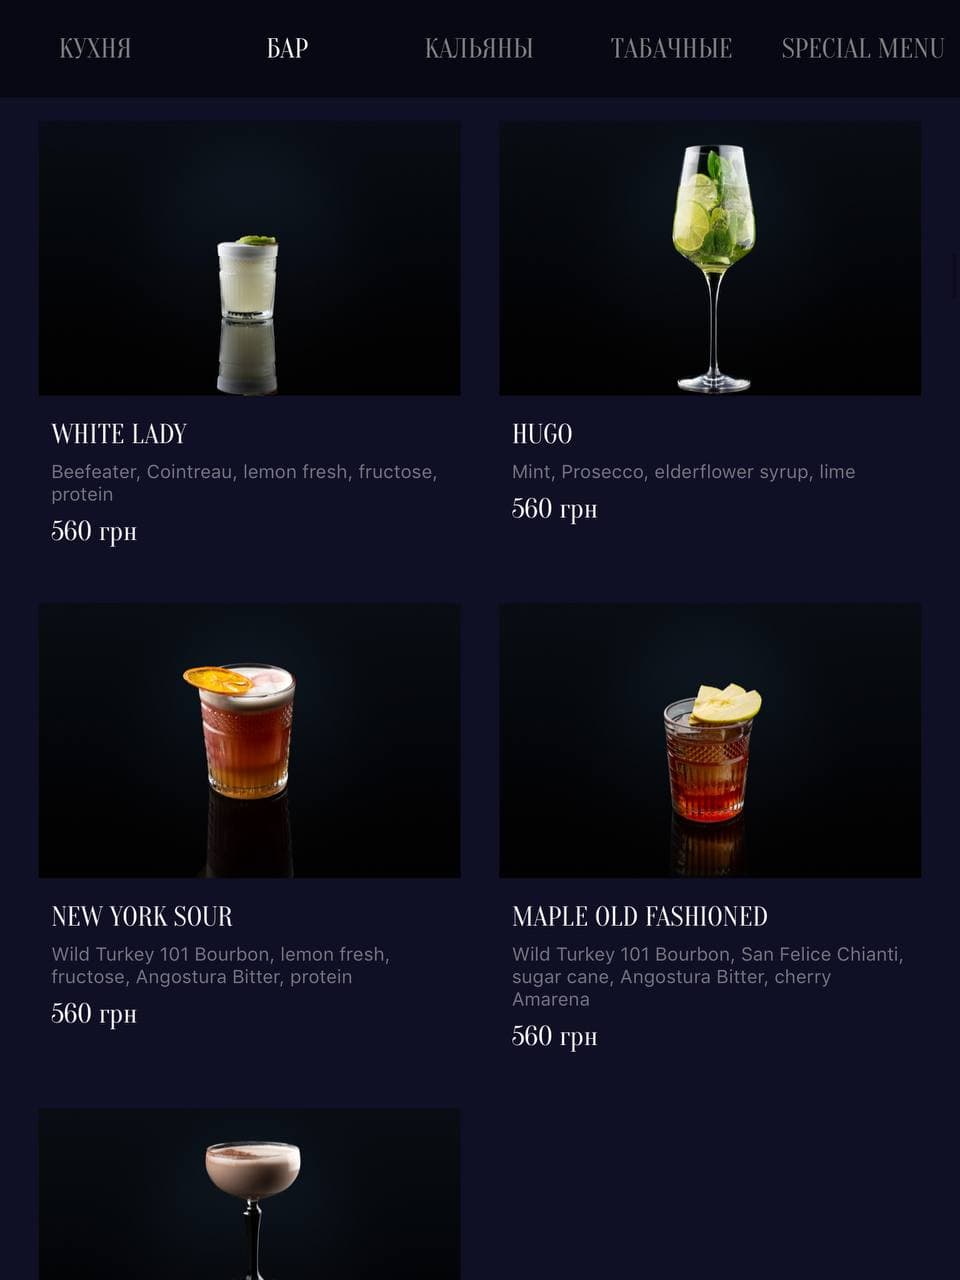 КУХНЯ БАР КАЛЬЯНЫ ТАБАЧНЫЕ SPECIAL MENU
WHITE LADY
Beefeater, Cointreau, lemon fresh, fructose,
protein
560 грн
HUGO
Mint, Prosecco, elderflower syrup, lime
560 грн
NEW YORK SOUR
Wild Turkey 101 Bourbon, lemon fresh,
fructose, Angostura Bitter, protein
560 грн
MAPLE OLD FASHIONED
Wild Turkey 101 Bourbon, San Felice Chianti,
sugar cane, Angostura Bitter, cherry
Amarena
560 грн